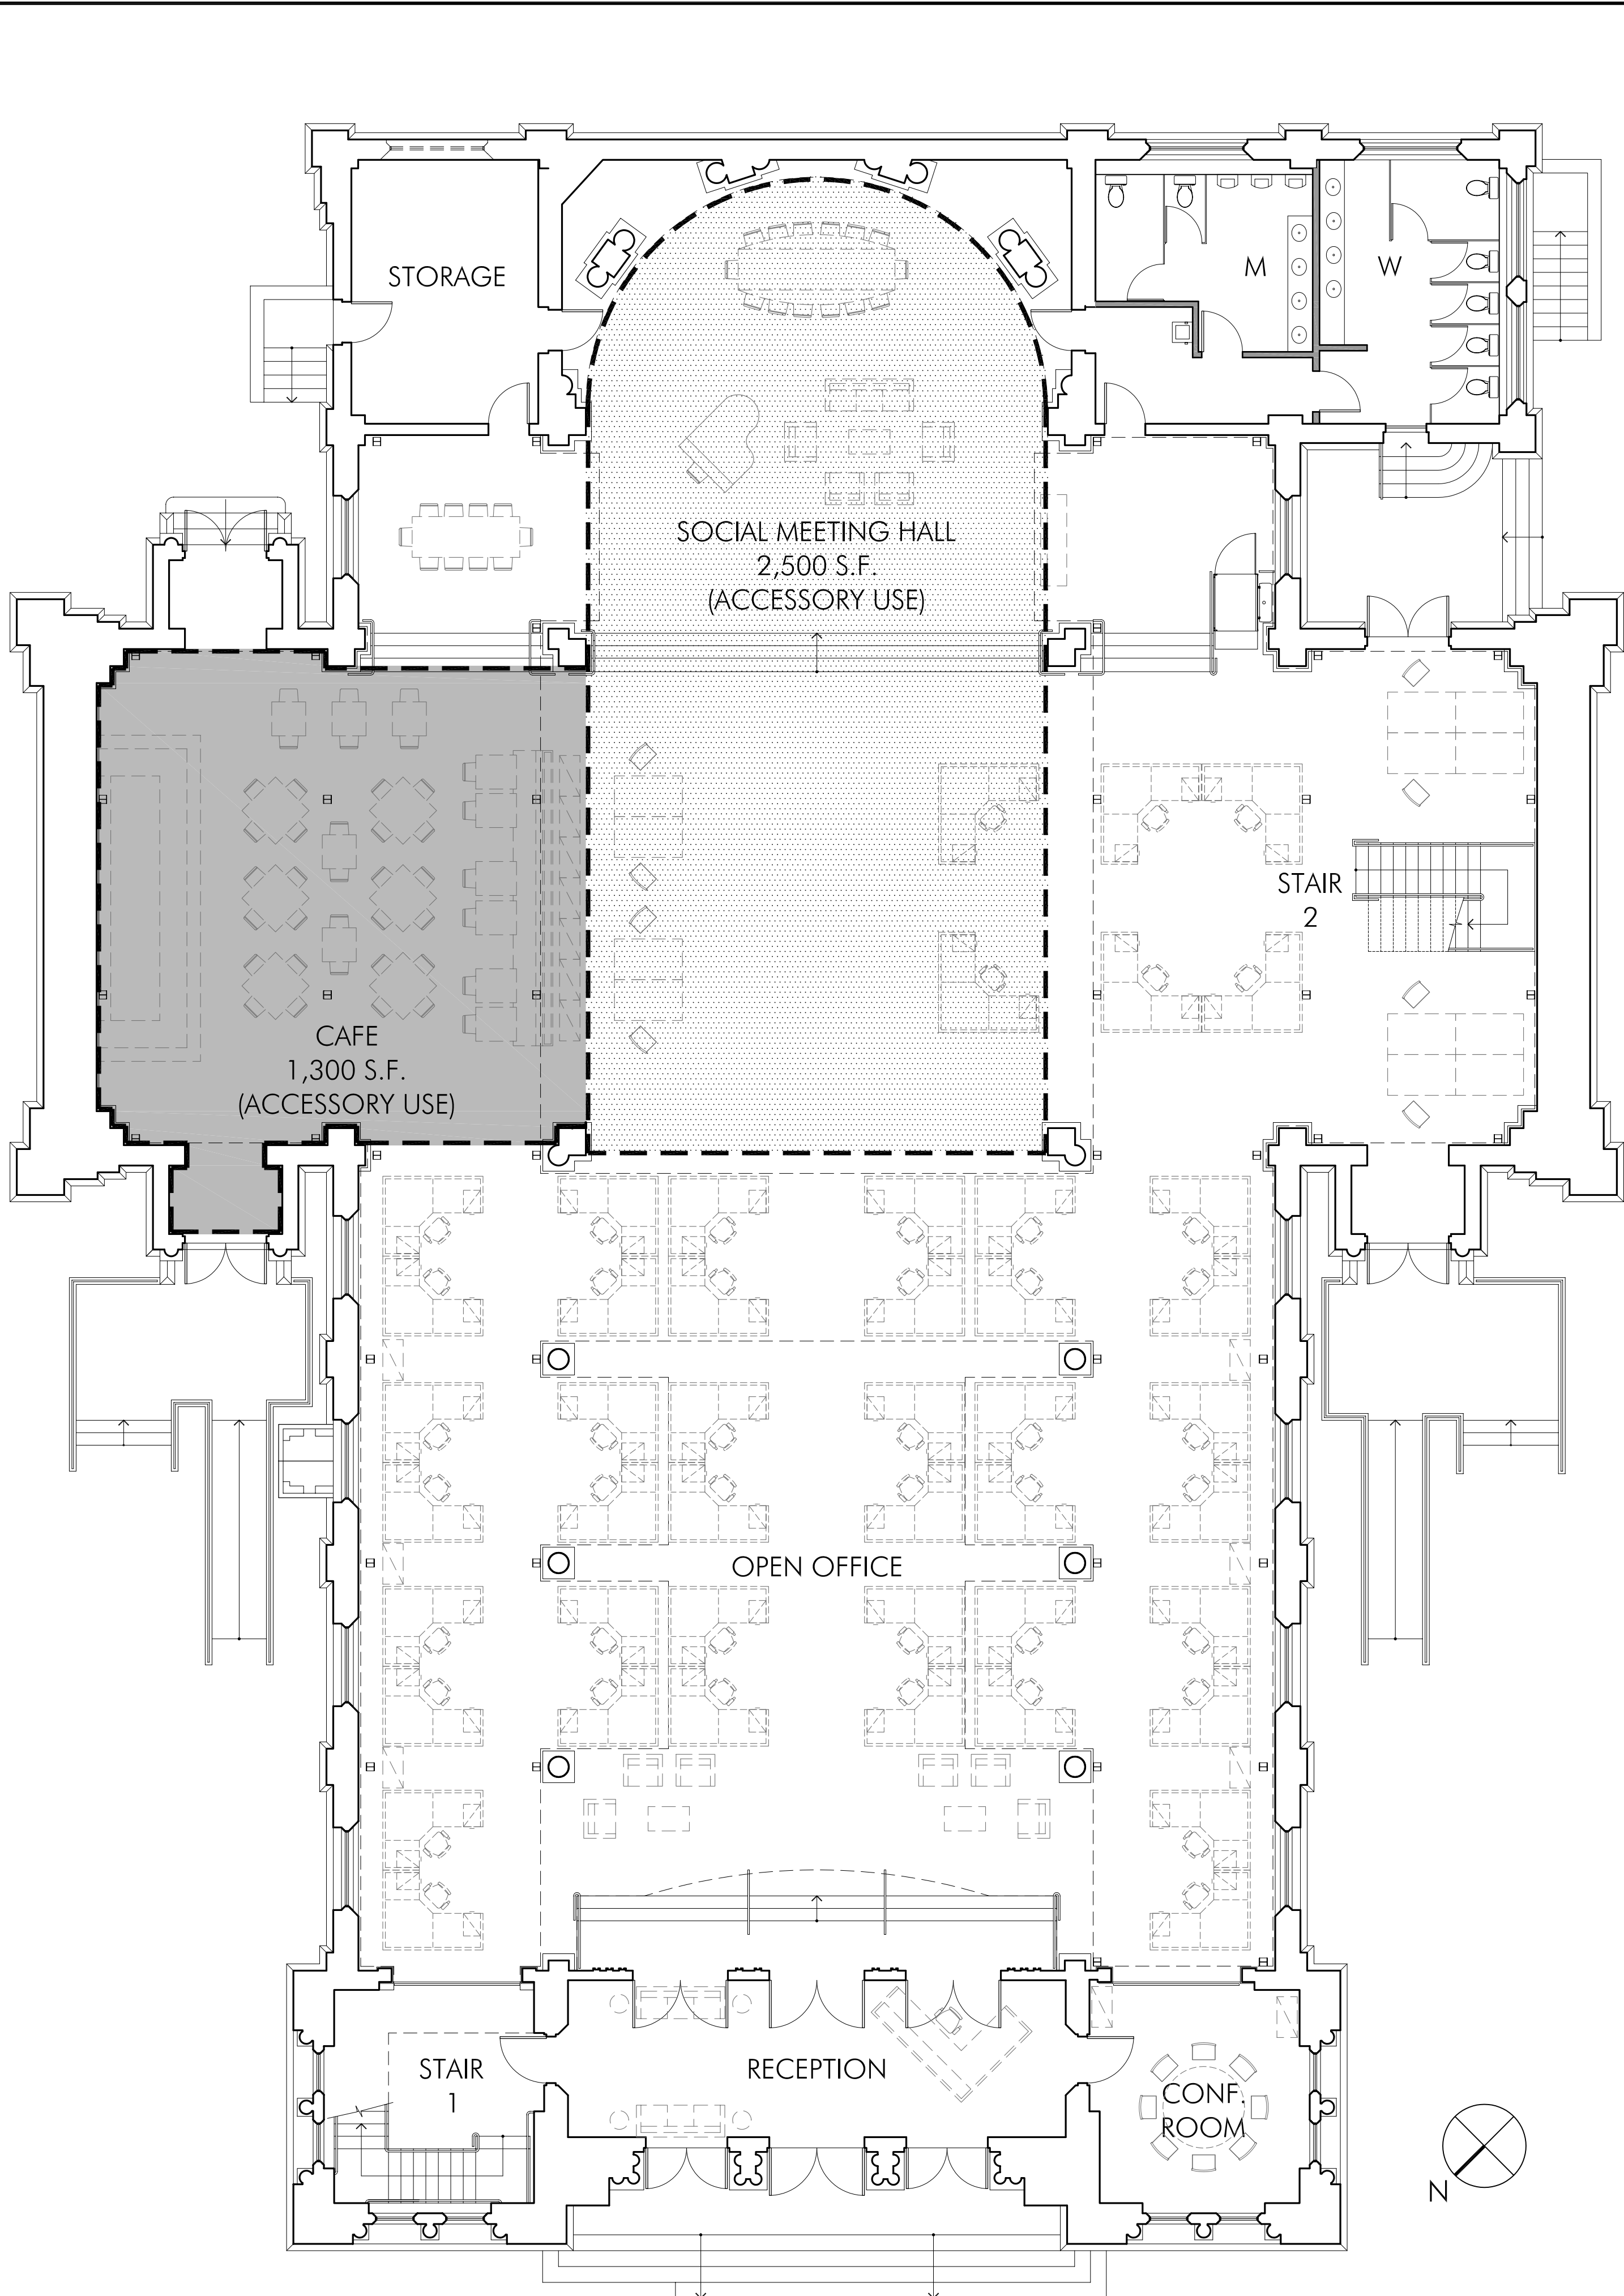 STORAGE
M
W
SOCIAL MEETING HALL
2,500 S.F.
(ACCESSORY USE)
STAIR
2
CAFE
1,300 S.F.
(ACCESSORY USE)
OPEN OFFICE
STAIR
1
RECEPTION
CONF.
ROOM
N